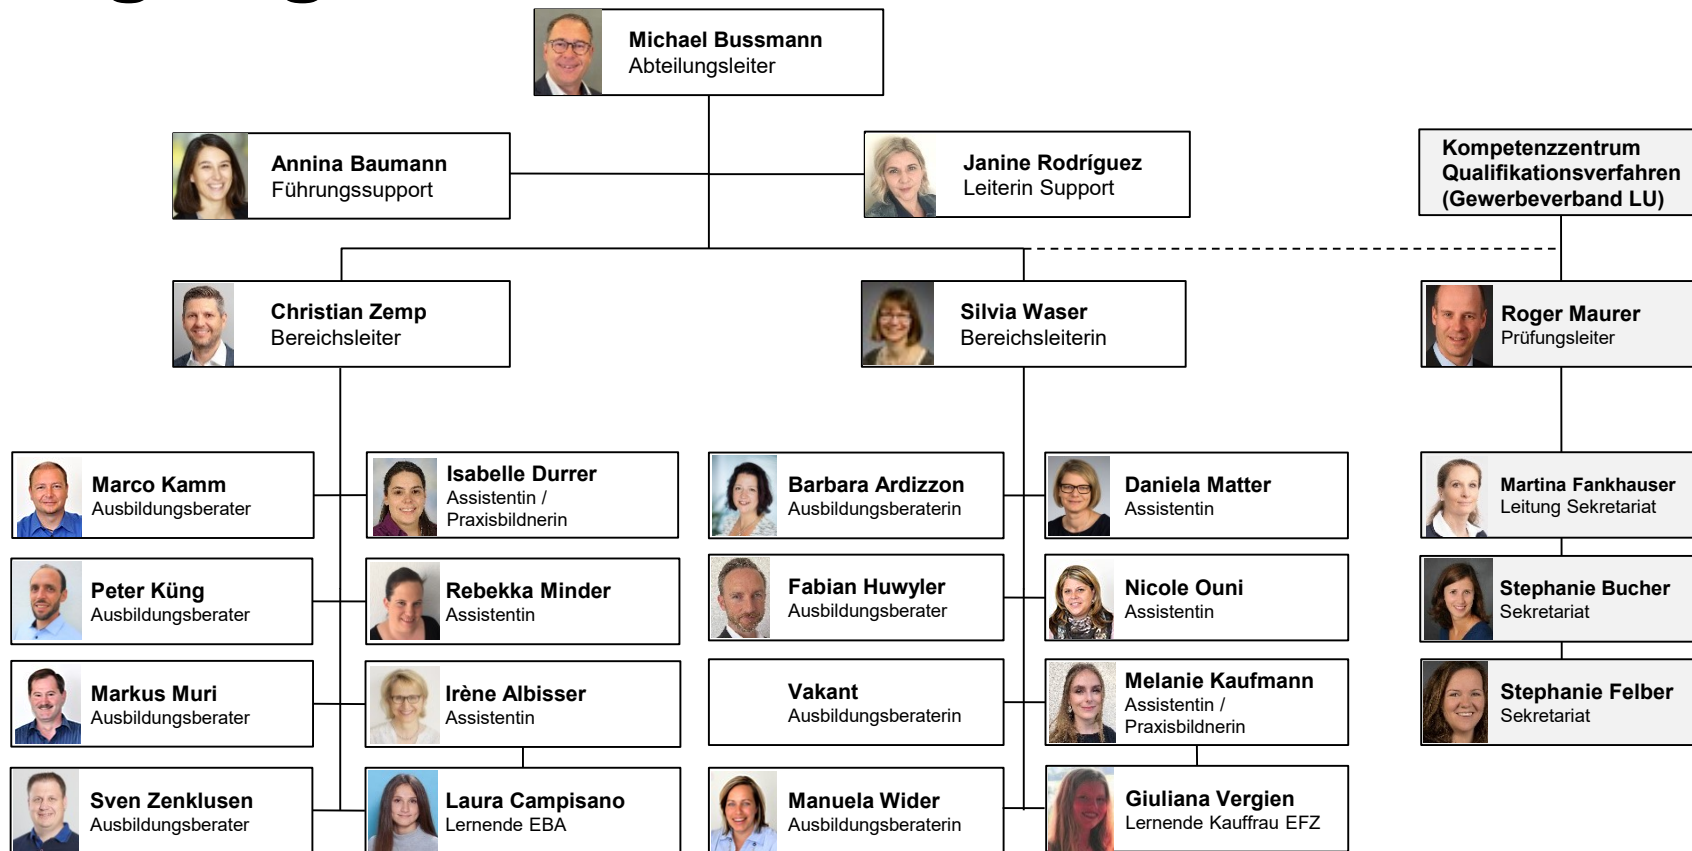 Michael Bussmann
Abteilungsleiter
Annina Baumann
Führungssupport
Janine Rodríguez
Leiterin Support
Kompetenzzentrum
Qualifikationsverfahren
(Gewerbeverband LU)
Christian Zemp
Bereichsleiter
Silvia Waser
Bereichsleiterin
Roger Maurer
Prüfungsleiter
Marco Kamm
Ausbildungsberater
Isabelle Durrer
Assistentin /
Praxisbildnerin
Barbara Ardizzon
Ausbildungsberaterin
Daniela Matter
Assistentin
Martina Fankhauser
Leitung Sekretariat
Peter Küng
Ausbildungsberater
Rebekka Minder
Assistentin
Fabian Huwyler
Ausbildungsberater
Nicole Ouni
Assistentin
Stephanie Bucher
Sekretariat
Markus Muri
Ausbildungsberater
Irène Albisser
Assistentin
Vakant
Ausbildungsberaterin
Melanie Kaufmann
Assistentin /
Praxisbildnerin
Stephanie Felber
Sekretariat
Sven Zenklusen
Ausbildungsberater
Laura Campisano
Lernende EBA
Manuela Wider
Ausbildungsberaterin
Giuliana Vergien
Lernende Kauffrau EFZ